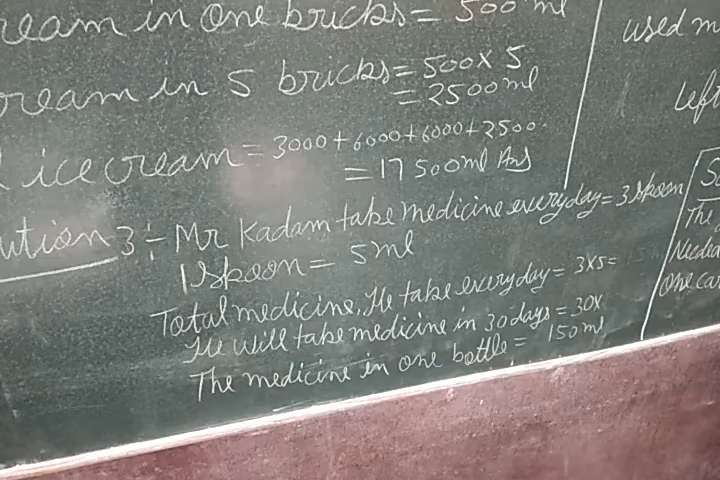 ream in one bricks = 500 ml
ream in 5 bricks = 500 x 5
= 2500 ml
ice cream = 3000 + 6000 + 6000 + 2500
= 17500 ml Ans
ution 3 :- Mr Kadam take medicine everyday = 3 Spoon
1 Spoon = 5 ml
Total medicine, He take everyday = 3 x 5 =
He will take medicine in 30 days = 30 x
The medicine in one bottle = 150 ml
used m
left
So
The
Medici
One ca